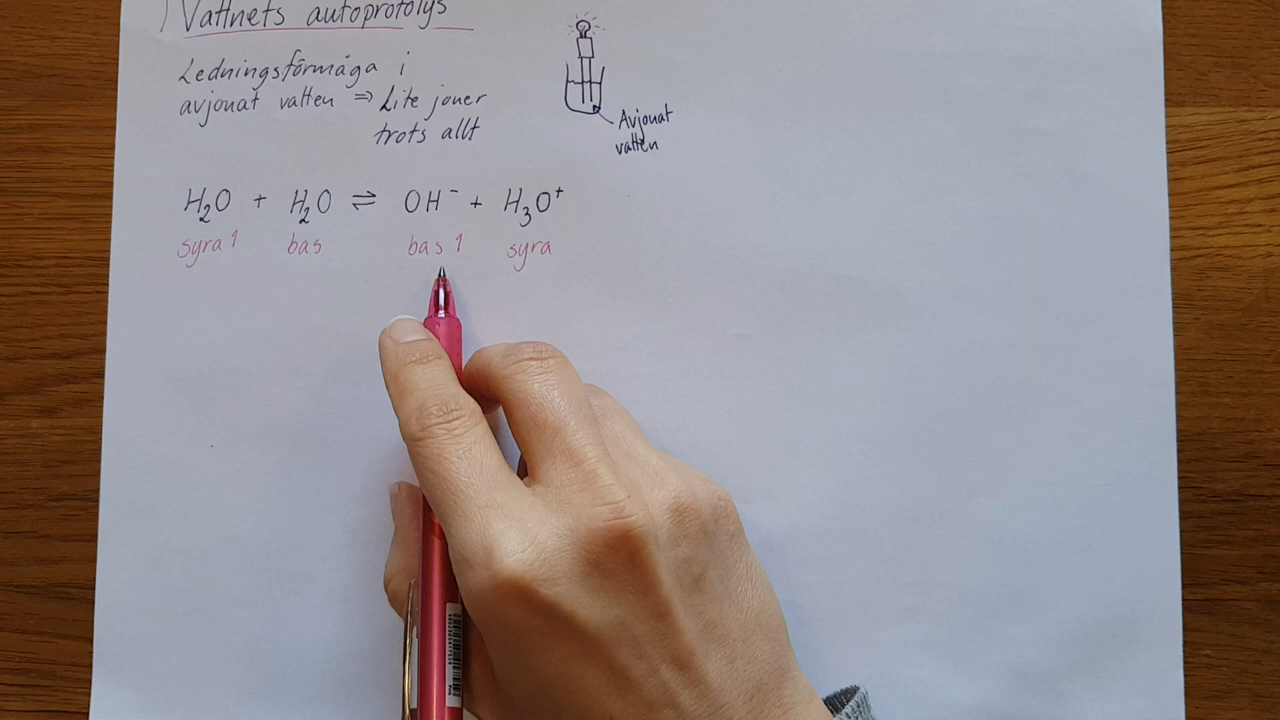 Vattnets autoprotolys
Ledningsförmåga i
avjonat vatten ⇒ Lite joner
trots allt
Avjonat
vatten
H₂O + H₂O ⇌ OH⁻ + H₃O⁺
syra 1 bas bas 1 syra